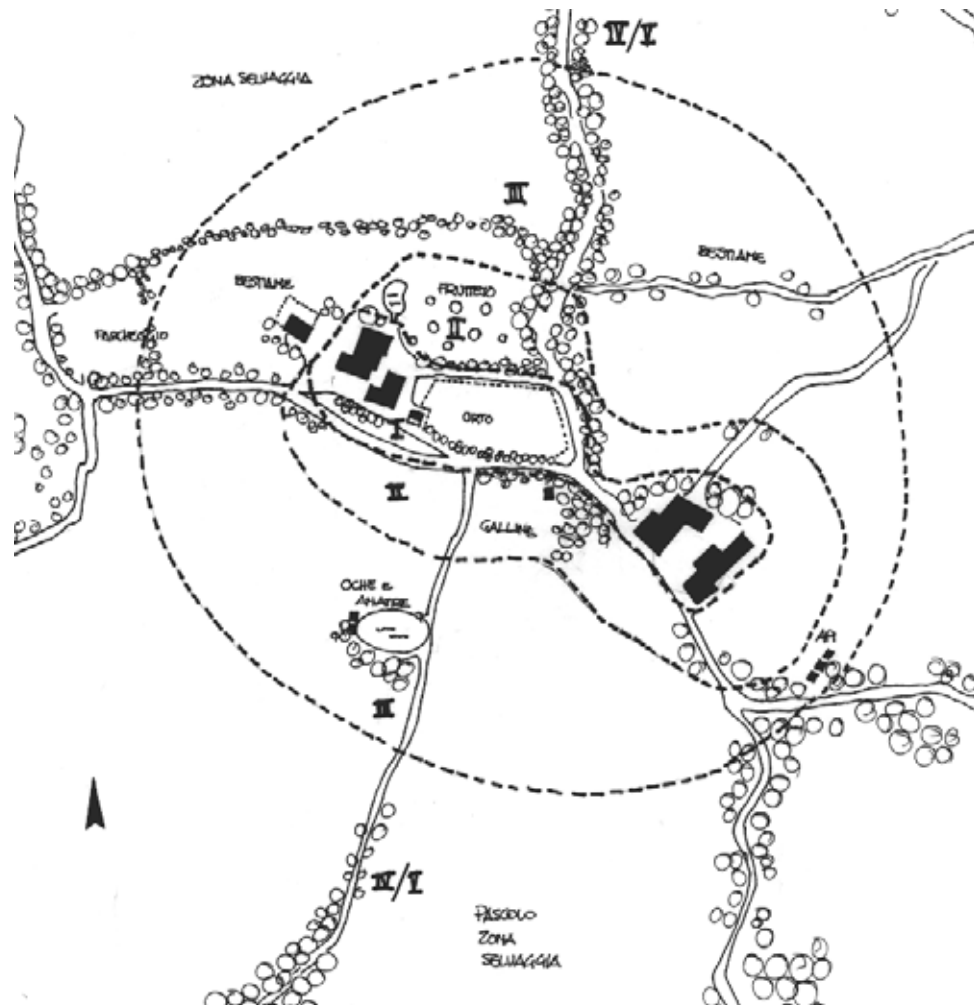 IV/V
ZONA SELVAGGIA
III
BESTIAME
BESTIAME
FRUTTETO
II
PARCHEGGIO
ORTO
II
GALLINE
OCHE E
ANATRE
API
III
IV/V
PASCOLO
ZONA
SELVAGGIA